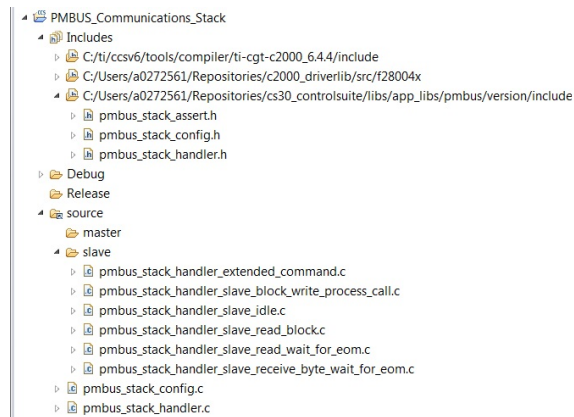 PMBUS_Communications_Stack
Includes
C:/ti/ccsv6/tools/compiler/ti-cgt-c2000_6.4.4/include
C:/Users/a0272561/Repositories/c2000_driverlib/src/f28004x
C:/Users/a0272561/Repositories/cs30_controlsuite/libs/app_libs/pmbus/version/include
pmbus_stack_assert.h
pmbus_stack_config.h
pmbus_stack_handler.h
Debug
Release
source
master
slave
pmbus_stack_handler_extended_command.c
pmbus_stack_handler_slave_block_write_process_call.c
pmbus_stack_handler_slave_idle.c
pmbus_stack_handler_slave_read_block.c
pmbus_stack_handler_slave_read_wait_for_eom.c
pmbus_stack_handler_slave_receive_byte_wait_for_eom.c
pmbus_stack_config.c
pmbus_stack_handler.c